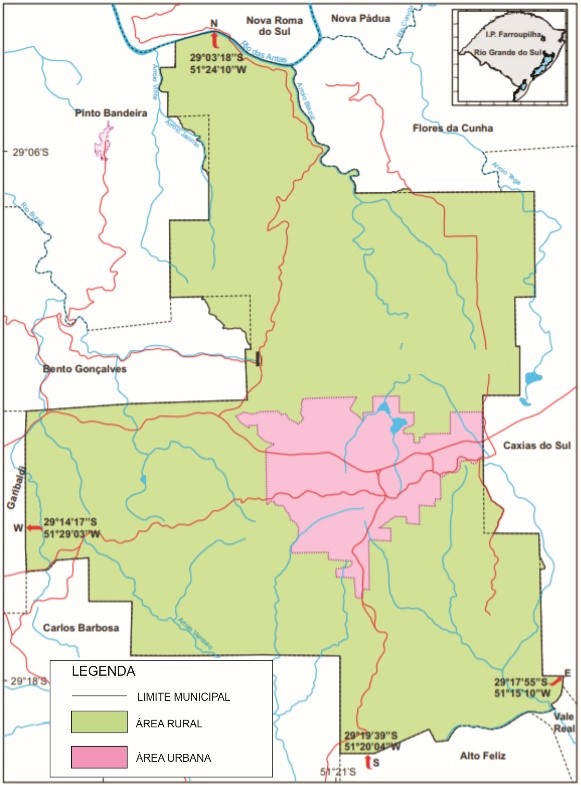 N
Nova Roma
do Sul
Nova Pádua
I.P. Farroupilha
Rio Grande do Sul
Rio das Antas
29°03'18''S
51°24'10''W
Pinto Bandeira
Flores da Cunha
29°06'S
Bento Gonçalves
Caxias do Sul
Garibaldi
W
29°14'17''S
51°29'03''W
Carlos Barbosa
29°18'S
29°17'55''S
51°15'10''W
E
Vale
Real
29°19'39''S
51°20'04''W
S
51°21'S
Alto Feliz
LEGENDA
LIMITE MUNICIPAL
ÁREA RURAL
ÁREA URBANA